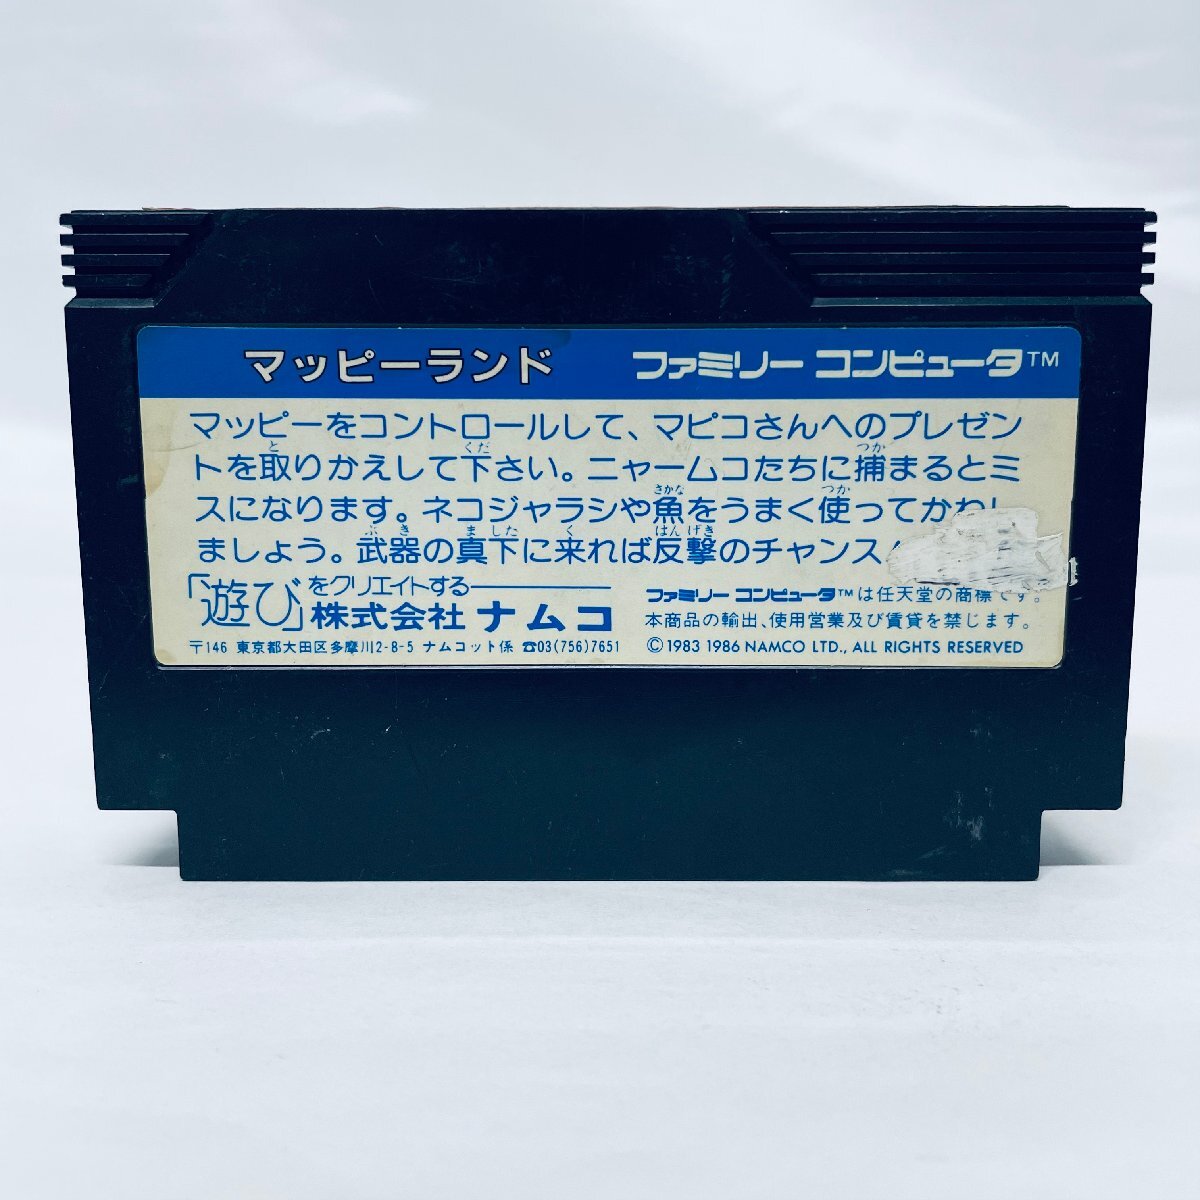 マッピーランド ファミリー コンピュータ™
マッピーをコントロールして、マピコさんへのプレゼン
トを取りかえして下さい。ニャームコたちに捕まるとミ
スになります。ネコジャラシや魚をうまく使ってかわし
ましょう。武器の真下に来れば反撃のチャンス
「遊び」をクリエイトする
株式会社 ナムコ
〒146 東京都大田区多摩川2-8-5 ナムコット係 ☎03(756)7651
ファミリー コンピュータ™は任天堂の商標です。
本商品の輸出、使用営業及び賃貸を禁じます。
©1983 1986 NAMCO LTD., ALL RIGHTS RESERVED